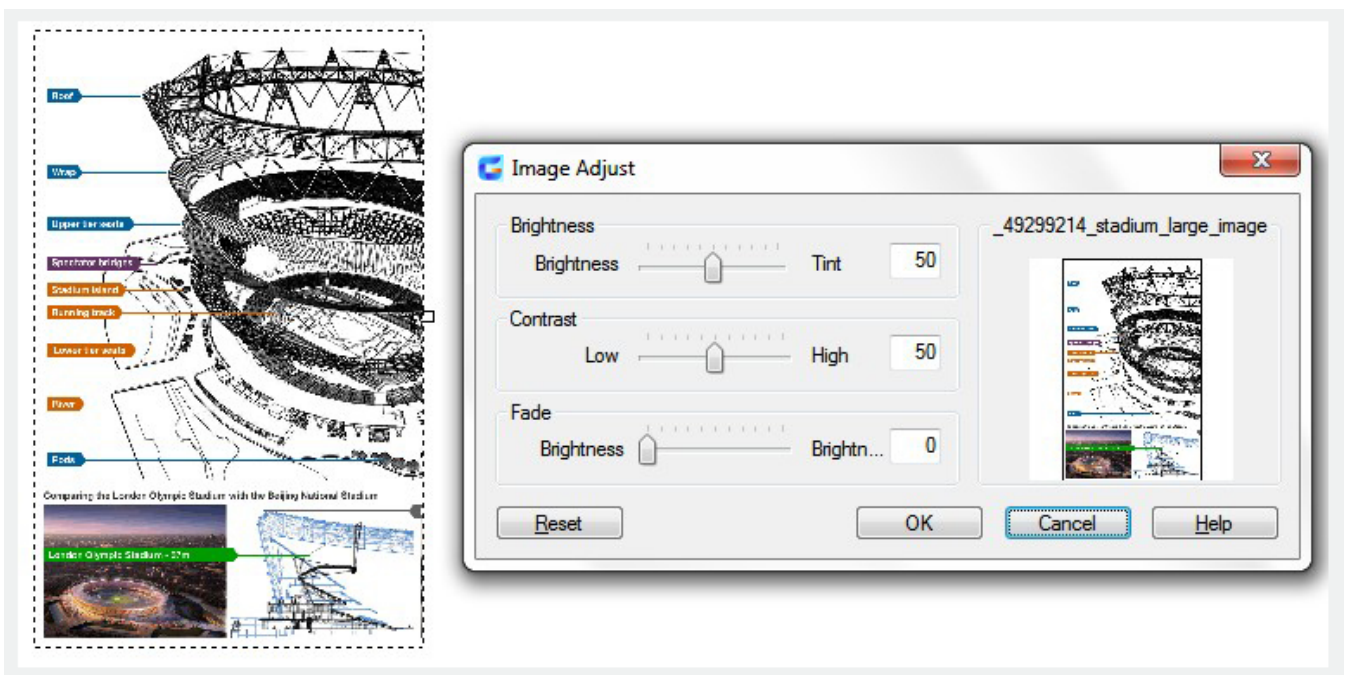 Roof
Wrap
Upper tier seats
Spectator bridges
Stadium island
Running track
Lower tier seats
River
Pods
Comparing the London Olympic Stadium with the Beijing National Stadium
London Olympic Stadium - 67m
Image Adjust
Brightness
Brightness
Tint
50
Contrast
Low
High
50
Fade
Brightness
Brightn...
0
_49299214_stadium_large_image
Reset
OK
Cancel
Help